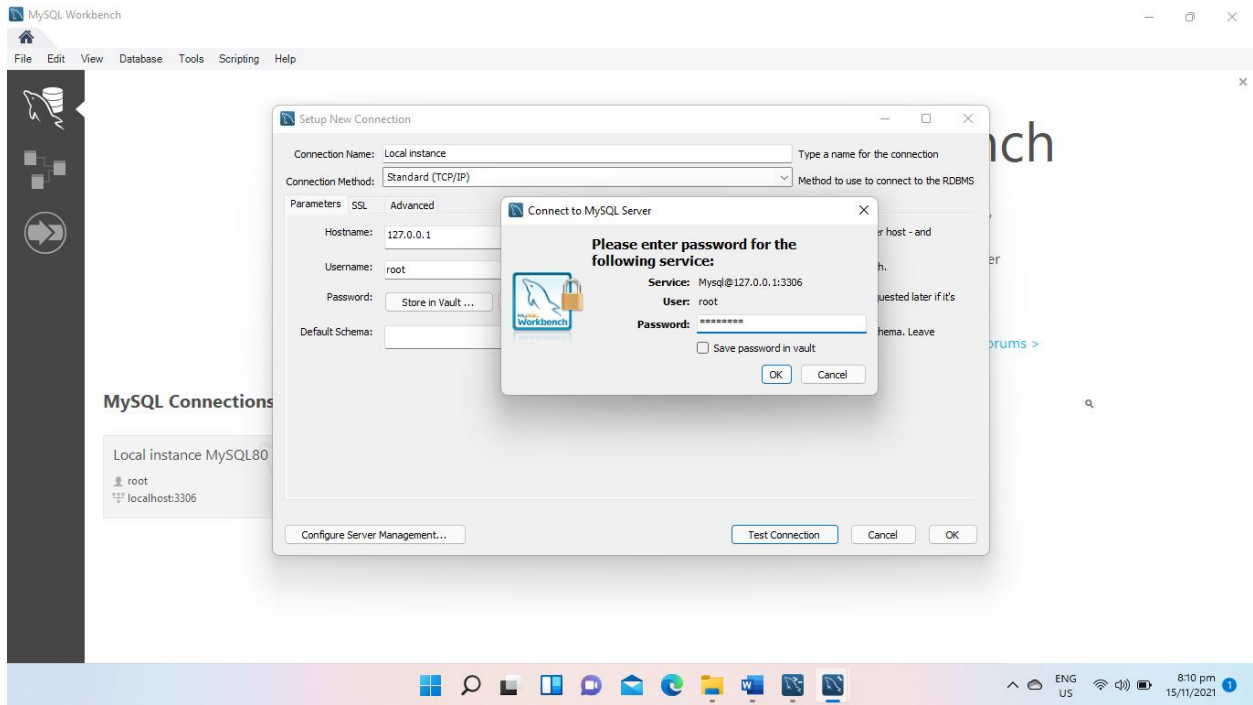 MySQL Workbench
File Edit View Database Tools Scripting Help
nch
Setup New Connection
Connection Name: Local instance Type a name for the connection
Connection Method: Standard (TCP/IP) Method to use to connect to the RDBMS
Parameters SSL Advanced
Hostname: 127.0.0.1 er host - and
Username: root h.
Password: Store in Vault ... uested later if it's
Default Schema: hema. Leave
Connect to MySQL Server
Please enter password for the
following service:
Service: Mysql@127.0.0.1:3306
User: root
Password: ********
Save password in vault
OK Cancel
MySQL
Workbench
er
orums >
MySQL Connections
Local instance MySQL80
root
localhost:3306
Configure Server Management... Test Connection Cancel OK
ENG
US
8:10 pm
15/11/2021
1